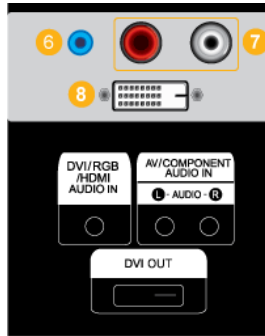 6
7
8
DVI/RGB
/HDMI
AUDIO IN
AV/COMPONENT
AUDIO IN
L - AUDIO - R
DVI OUT